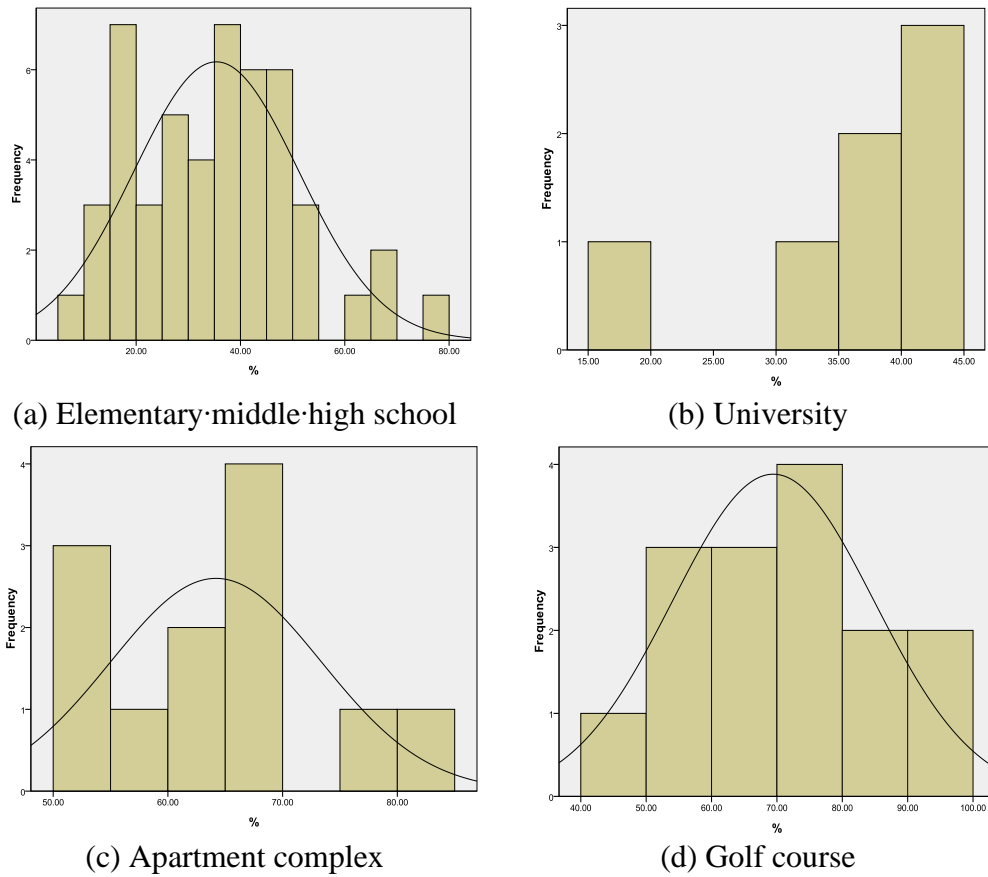 Frequency
6
4
2
0
20.00 40.00 60.00 80.00
%
(a) Elementary·middle·high school
Frequency
3
2
1
0
15.00 20.00 25.00 30.00 35.00 40.00 45.00
%
(b) University
Frequency
4
3
2
1
0
50.00 60.00 70.00 80.00
%
(c) Apartment complex
Frequency
4
3
2
1
0
40.00 50.00 60.00 70.00 80.00 90.00 100.00
%
(d) Golf course